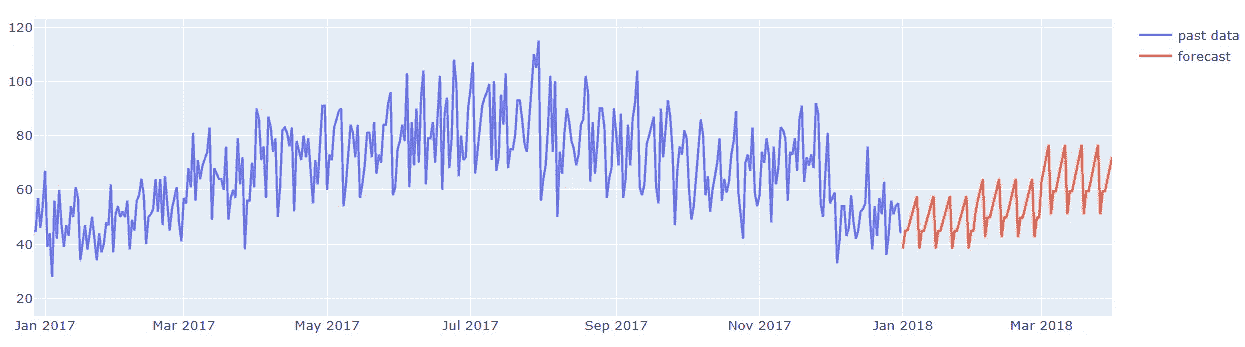 120
100
80
60
40
20
Jan 2017
Mar 2017
May 2017
Jul 2017
Sep 2017
Nov 2017
Jan 2018
Mar 2018
past data
forecast